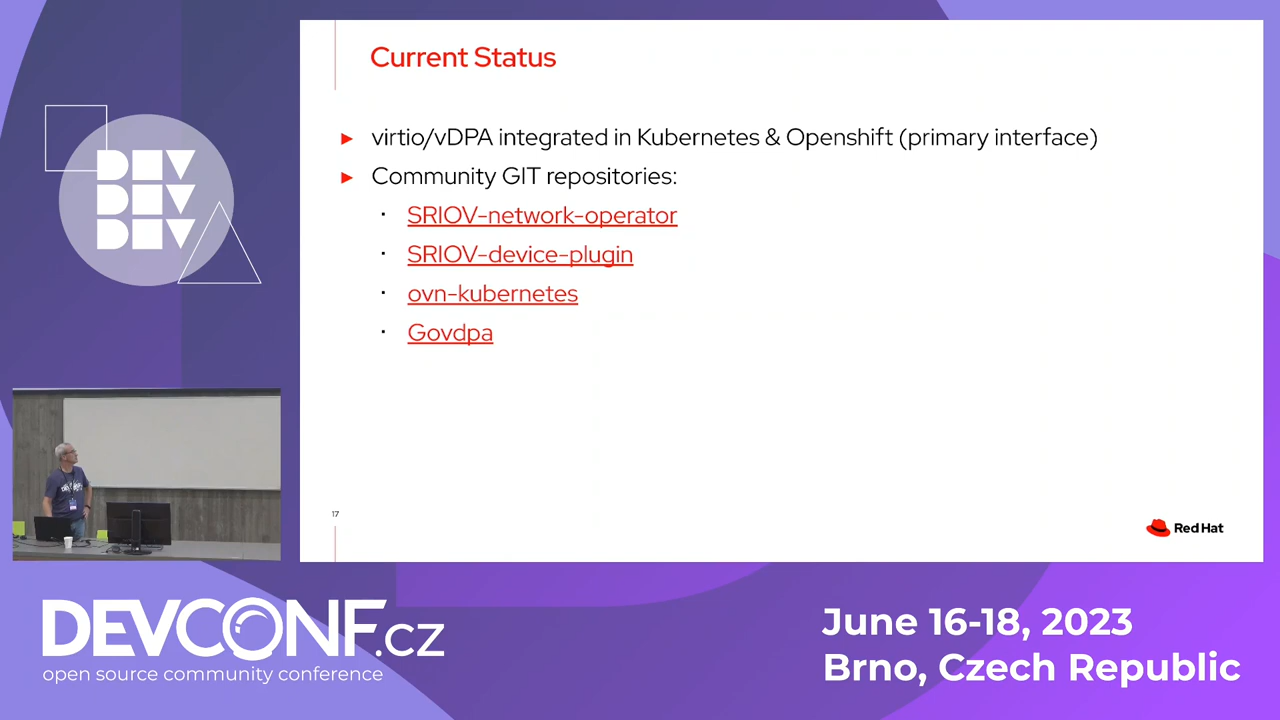 Current Status
► virtio/vDPA integrated in Kubernetes & Openshift (primary interface)
► Community GIT repositories:
· SRIOV-network-operator
· SRIOV-device-plugin
· ovn-kubernetes
· Govdpa
17
Red Hat
DEV
DEV
DEV
DEVCONF.cz
open source community conference
June 16-18, 2023
Brno, Czech Republic